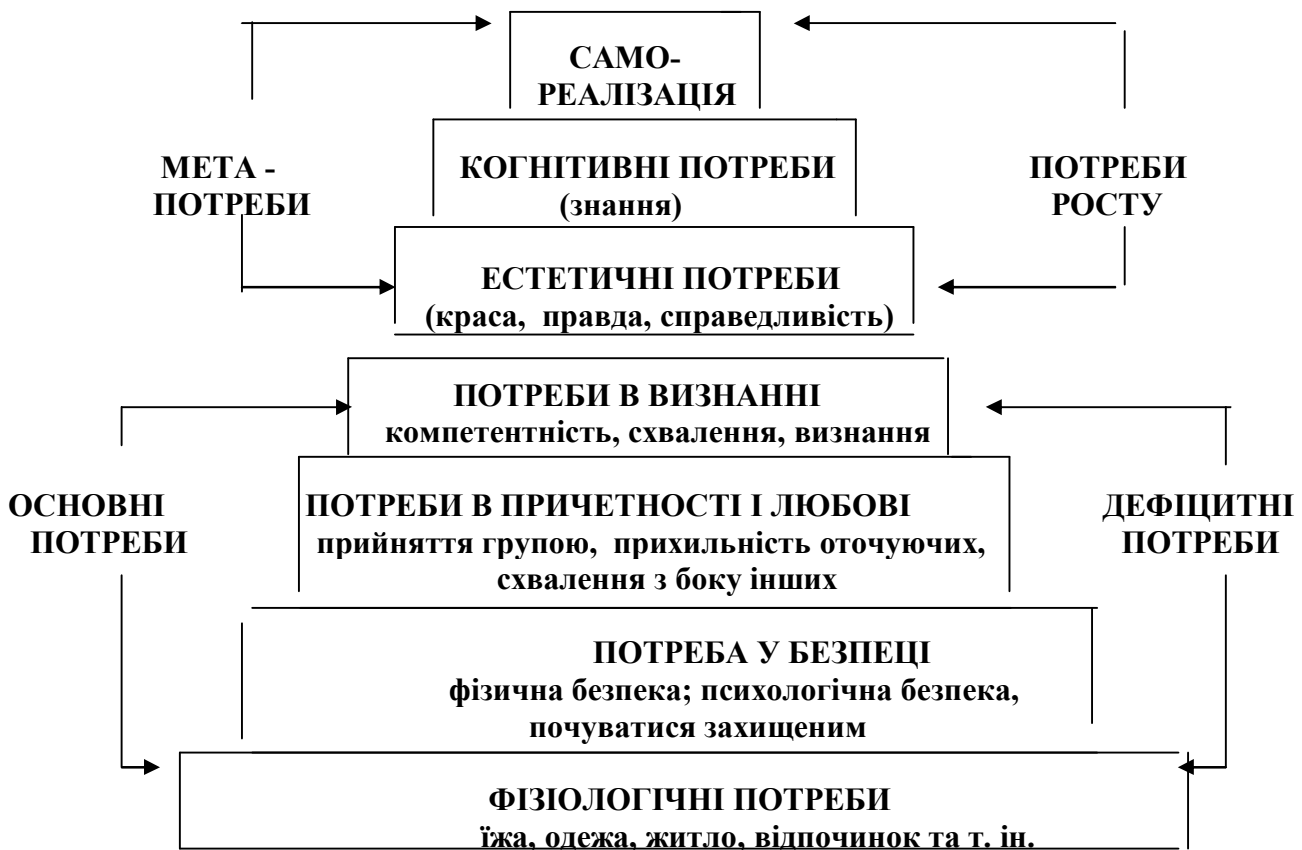 САМО-
РЕАЛІЗАЦІЯ
МЕТА -
ПОТРЕБИ
КОГНІТИВНІ ПОТРЕБИ
(знання)
ПОТРЕБИ
РОСТУ
ЕСТЕТИЧНІ ПОТРЕБИ
(краса, правда, справедливість)
ПОТРЕБИ В ВИЗНАННІ
компетентність, схвалення, визнання
ОСНОВНІ
ПОТРЕБИ
ПОТРЕБИ В ПРИЧЕТНОСТІ І ЛЮБОВІ
прийняття групою, прихильність оточуючих,
схвалення з боку інших
ДЕФІЦИТНІ
ПОТРЕБИ
ПОТРЕБА У БЕЗПЕЦІ
фізична безпека; психологічна безпека,
почуватися захищеним
ФІЗІОЛОГІЧНІ ПОТРЕБИ
їжа, одежа, житло, відпочинок та т. ін.